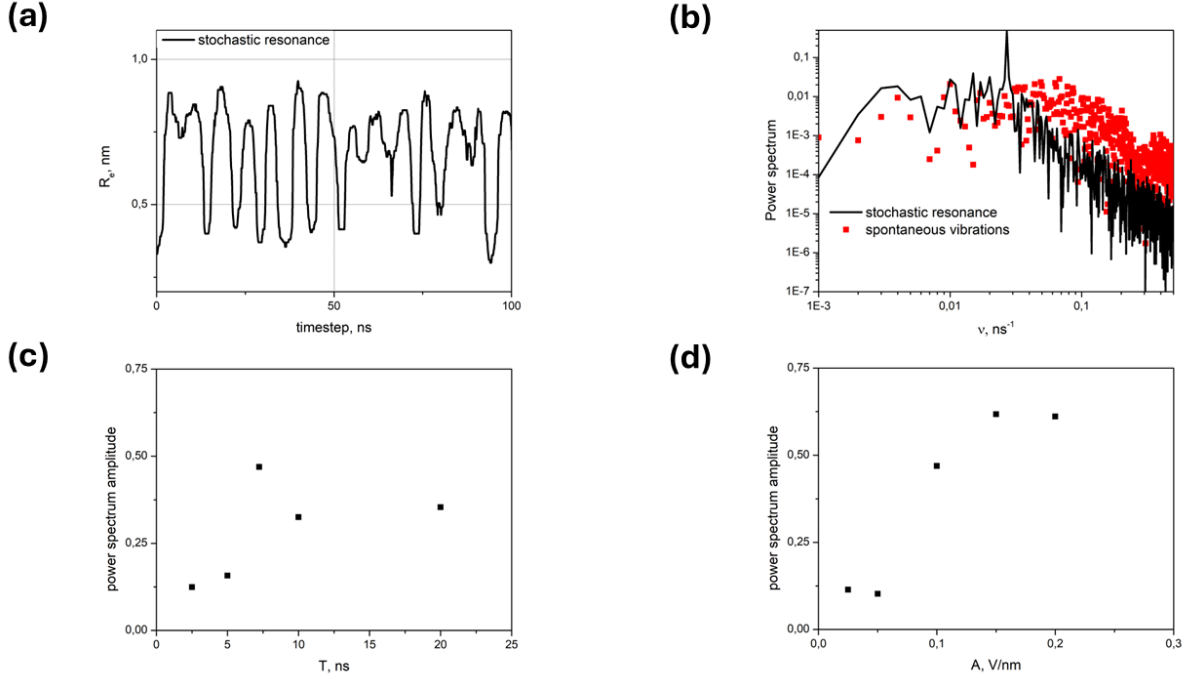 (a)
stochastic resonance
1,0
0,5
Re, nm
0
50
100
timestep, ns
(b)
0,1
0,01
1E-3
1E-4
1E-5
1E-6
1E-7
Power spectrum
stochastic resonance
spontaneous vibrations
1E-3
0,01
0,1
ν, ns⁻¹
(c)
0,75
0,50
0,25
0,00
power spectrum amplitude
0
5
10
15
20
25
T, ns
(d)
0,75
0,50
0,25
0,00
power spectrum amplitude
0,0
0,1
0,2
0,3
A, V/nm